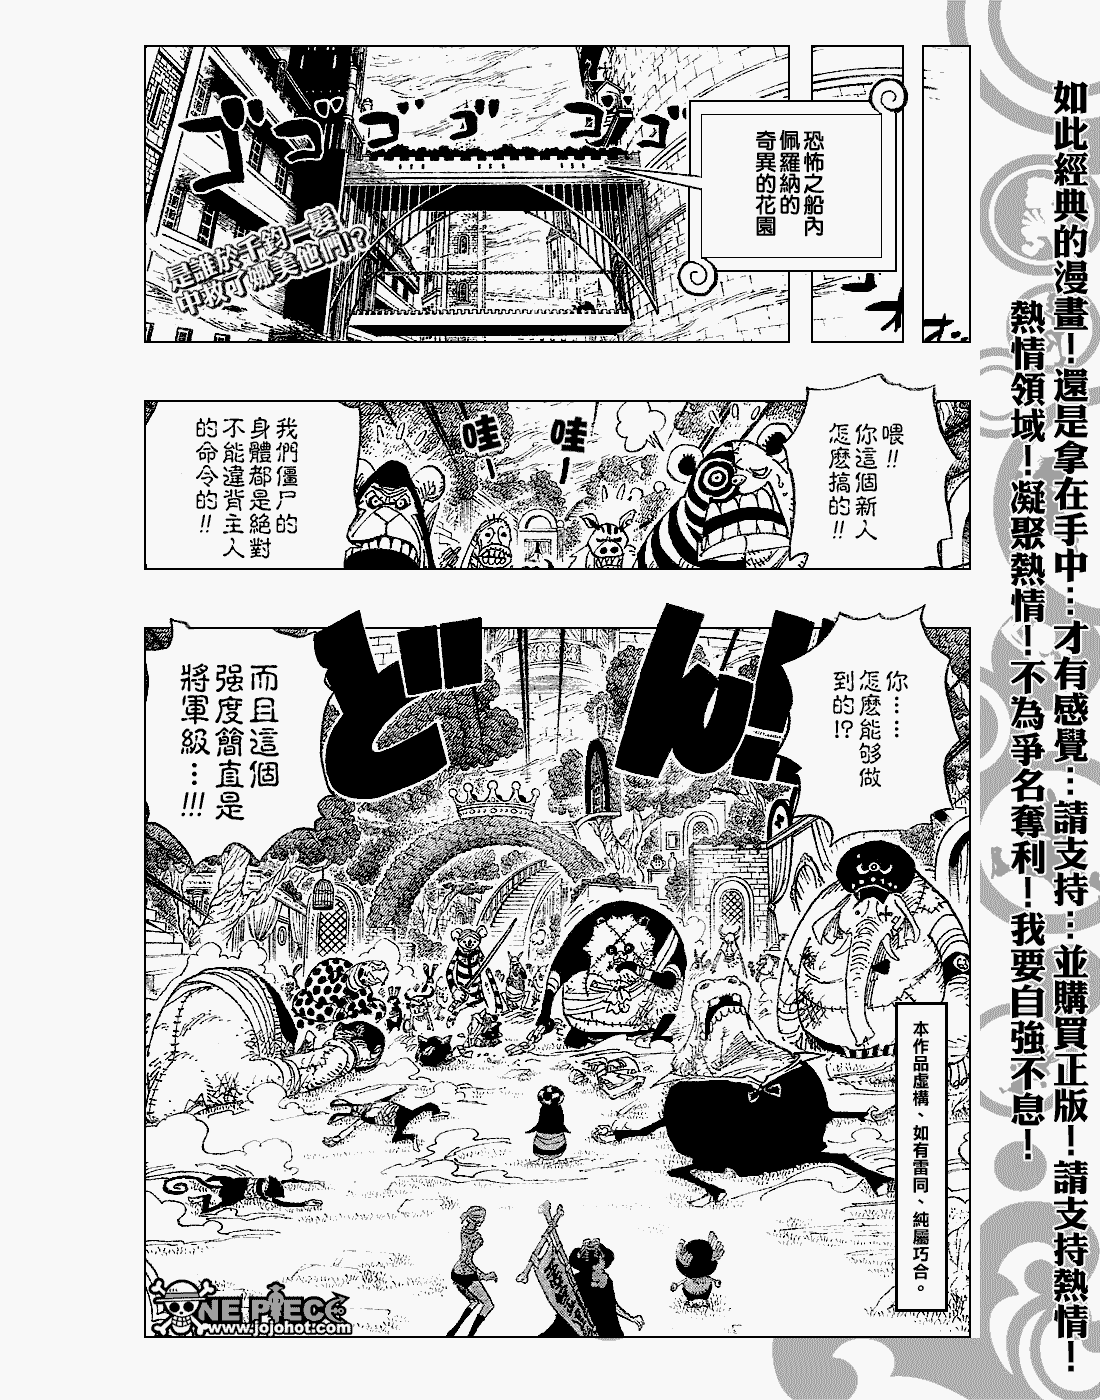 如此經典的漫畫！還是拿在手中…才有感覺…請支持…並購買正版！請支持熱情！
熱情領域！凝聚熱情！不為爭名奪利！我要自強不息！
恐怖之船內
佩羅納的
奇異的花園
ゴゴゴゴゴゴ
オ
オ.
是誰於千鈞一髮
中救了娜美他們!?
喂!!
你這個新人
怎麼搞的!!
哇
哇
我們僵尸的
身體都是絕對
不能違背主人
的命令的!!
你……
怎麼能够做
到的!?
どん!!
而且這個
强度簡直是
將軍級…!!!
本作品虛構、如有雷同、純屬巧合。
ONE PIECE
www.jojohot.com